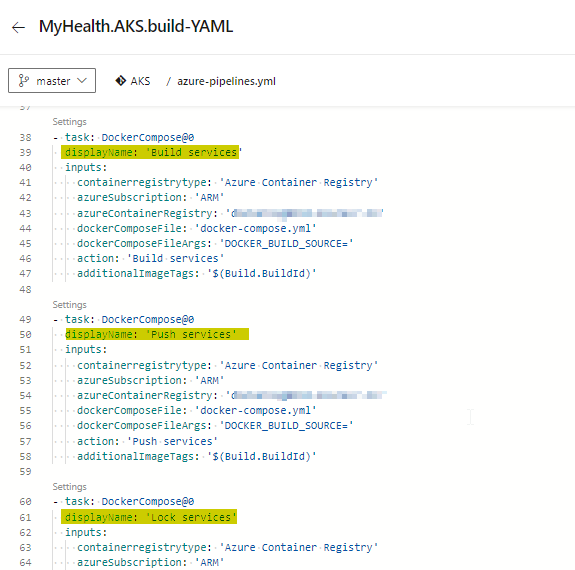 ← MyHealth.AKS.build-YAML
master AKS / azure-pipelines.yml
37
Settings
38 - task: DockerCompose@0
39 displayName: 'Build services'
40 inputs:
41 containerregistrytype: 'Azure Container Registry'
42 azureSubscription: 'ARM'
43 azureContainerRegistry: '
44 dockerComposeFile: 'docker-compose.yml'
45 dockerComposeFileArgs: 'DOCKER_BUILD_SOURCE='
46 action: 'Build services'
47 additionalImageTags: '$(Build.BuildId)'
48
Settings
49 - task: DockerCompose@0
50 displayName: 'Push services'
51 inputs:
52 containerregistrytype: 'Azure Container Registry'
53 azureSubscription: 'ARM'
54 azureContainerRegistry: '
55 dockerComposeFile: 'docker-compose.yml'
56 dockerComposeFileArgs: 'DOCKER_BUILD_SOURCE='
57 action: 'Push services'
58 additionalImageTags: '$(Build.BuildId)'
59
Settings
60 - task: DockerCompose@0
61 displayName: 'Lock services'
62 inputs:
63 containerregistrytype: 'Azure Container Registry'
64 azureSubscription: 'ARM'